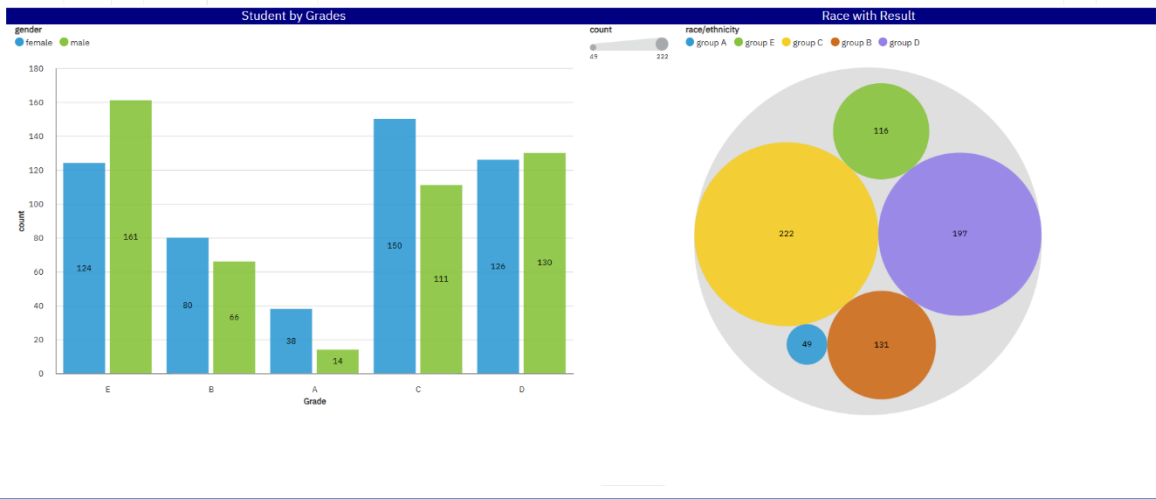 Student by Grades
gender
female male
180
160
140
120
100
80
60
40
20
0
count
124
161
80
66
38
14
150
111
126
130
E B A C D
Grade
Race with Result
count
49 222
race/ethnicity
group A group E group C group B group D
116
222
197
49
131